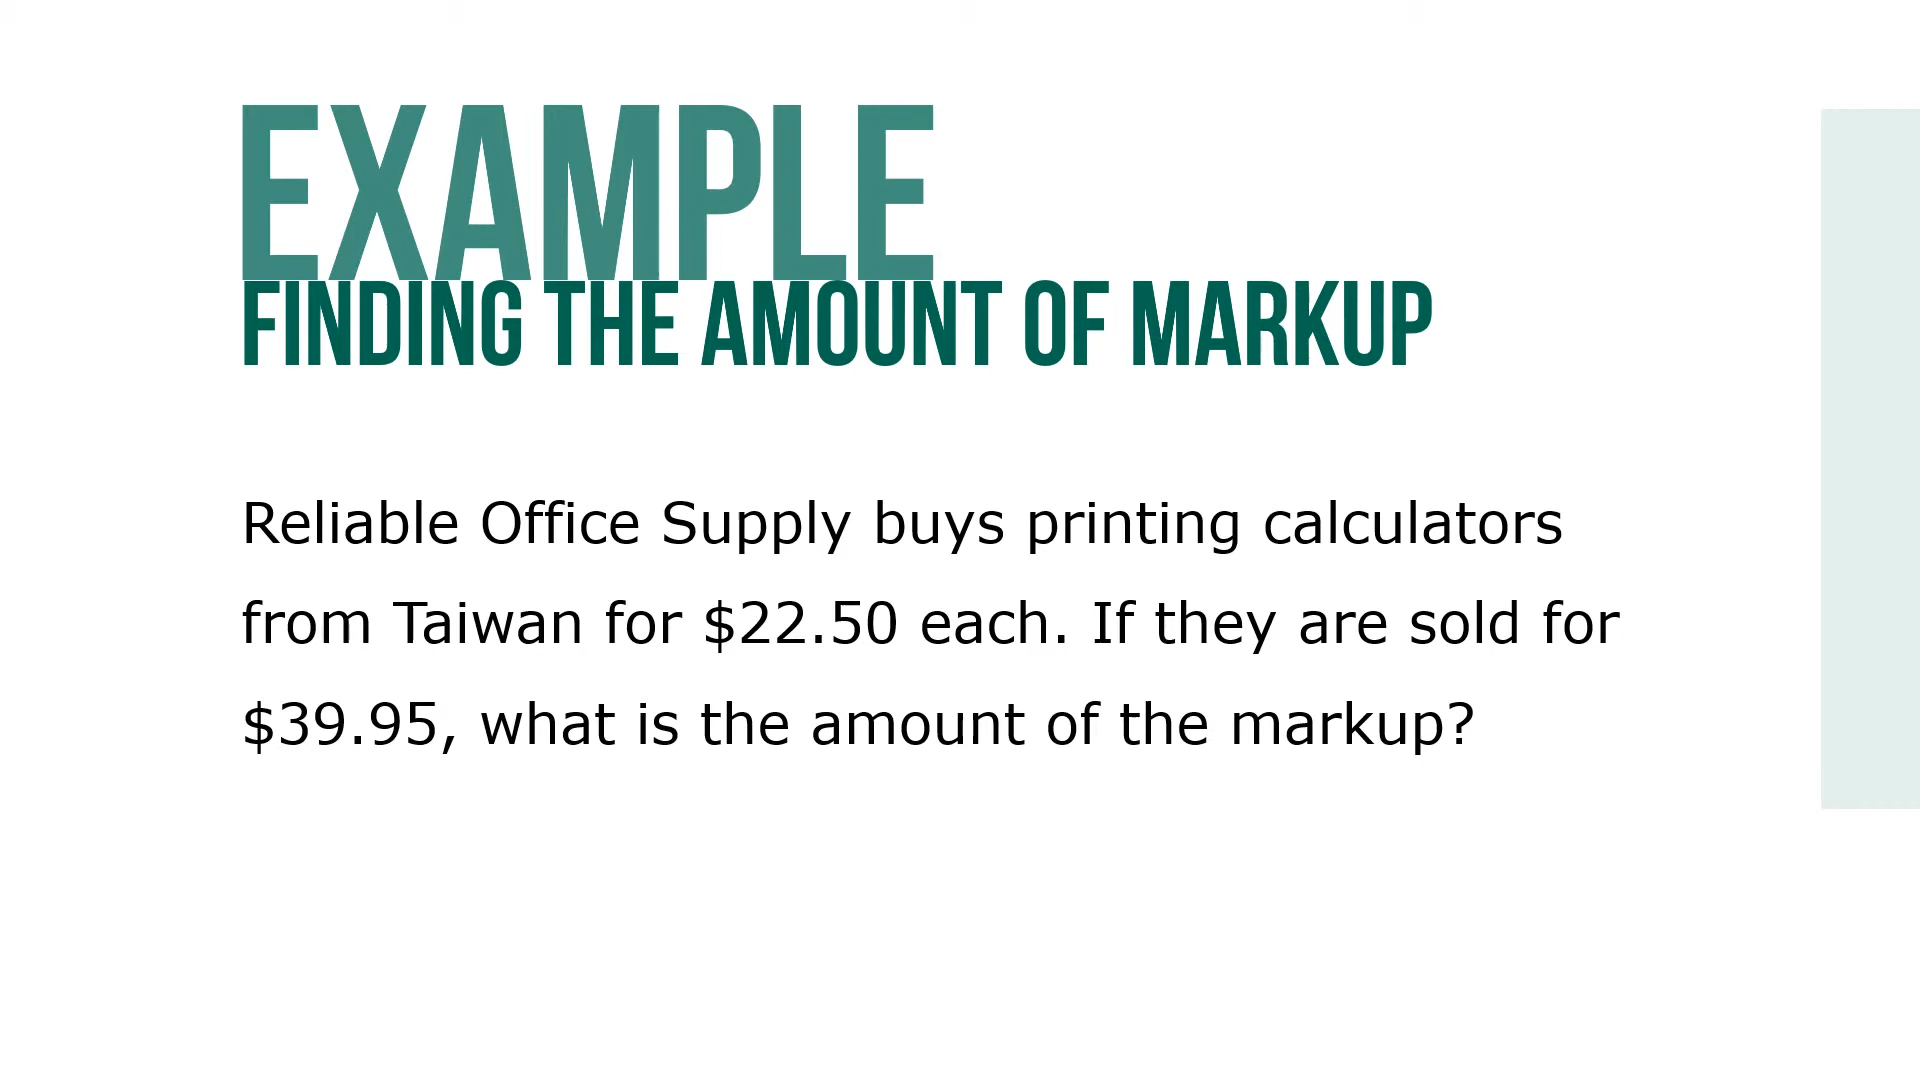 EXAMPLE
FINDING THE AMOUNT OF MARKUP
Reliable Office Supply buys printing calculators
from Taiwan for $22.50 each. If they are sold for
$39.95, what is the amount of the markup?